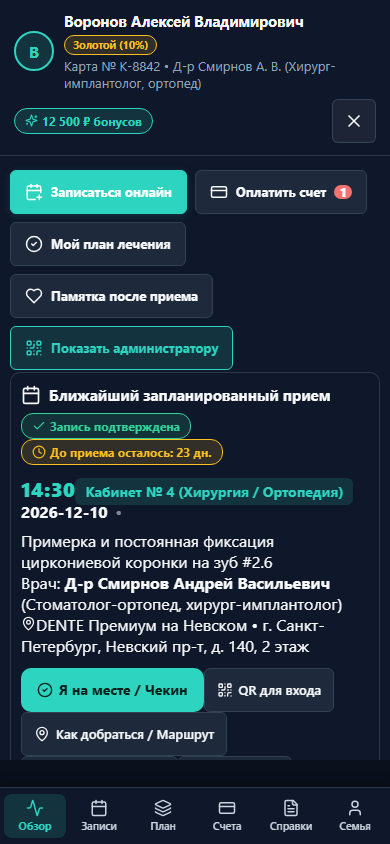 Воронов Алексей Владимирович
В
Золотой (10%)
Карта № K-8842 • Д-р Смирнов А. В. (Хирург-
имплантолог, ортопед)
12 500 ₽ бонусов
Записаться онлайн
Оплатить счет 1
Мой план лечения
Памятка после приема
Показать администратору
Ближайший запланированный прием
Запись подтверждена
До приема осталось: 23 дн.
14:30 Кабинет № 4 (Хирургия / Ортопедия)
2026-12-10 •
Примерка и постоянная фиксация
циркониевой коронки на зуб #2.6
Врач: Д-р Смирнов Андрей Васильевич
(Стоматолог-ортопед, хирург-имплантолог)
DENTE Премиум на Невском • г. Санкт-
Петербург, Невский пр-т, д. 140, 2 этаж
Я на месте / Чекин
QR для входа
Как добраться / Маршрут
Обзор
Записи
План
Счета
Справки
Семья